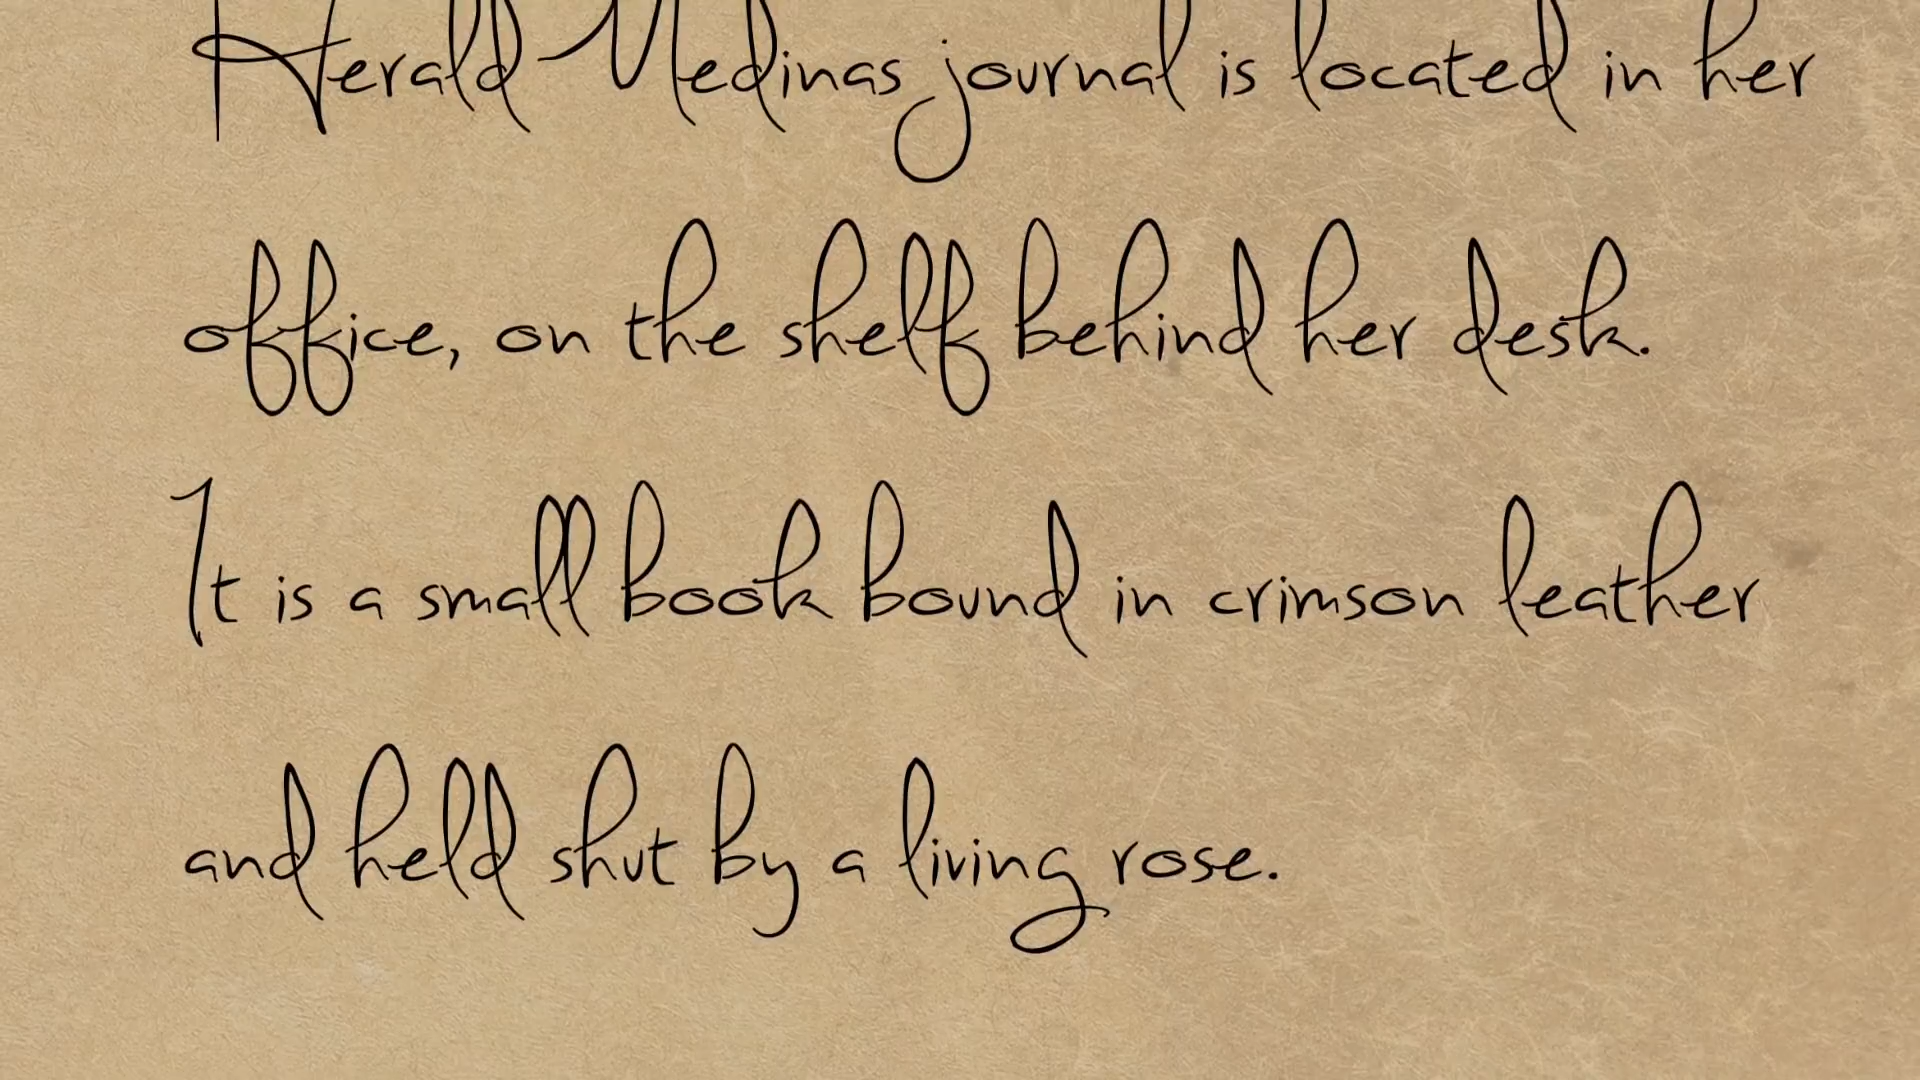 Herald Medinas journal is located in her
office, on the shelf behind her desk.
It is a small book bound in crimson leather
and held shut by a living rose.